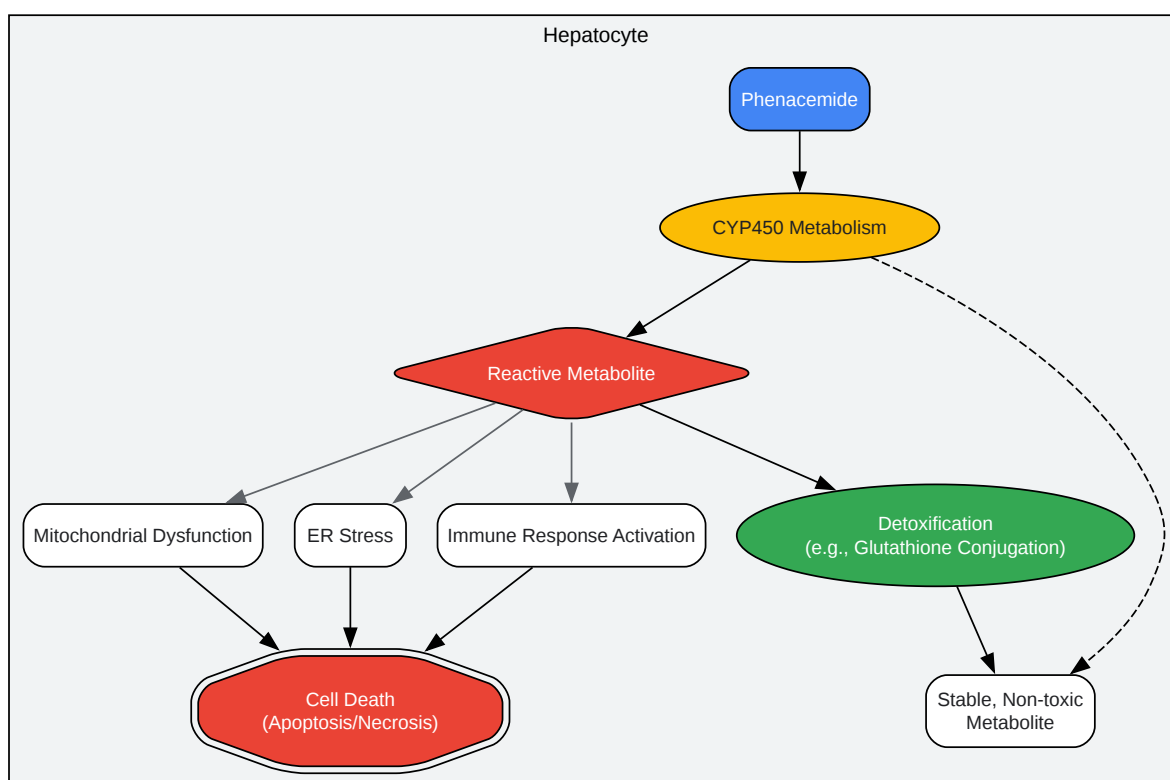 Hepatocyte
Phenacemide
CYP450 Metabolism
Reactive Metabolite
Mitochondrial Dysfunction
ER Stress
Immune Response Activation
Detoxification
(e.g., Glutathione Conjugation)
Cell Death
(Apoptosis/Necrosis)
Stable, Non-toxic
Metabolite